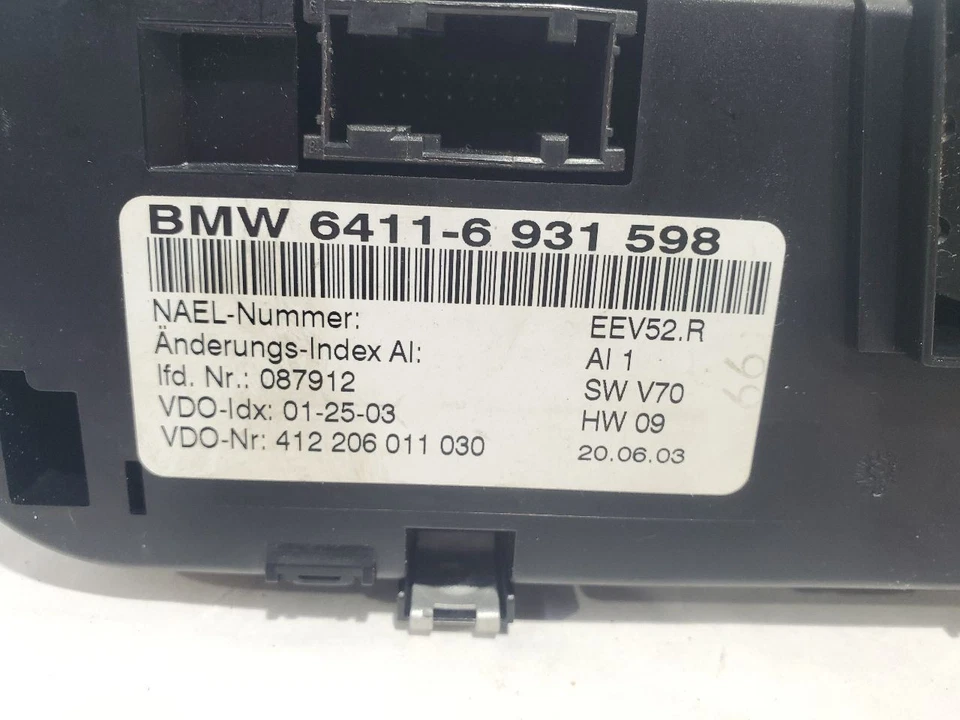 BMW 6411-6 931 598
NAEL-Nummer: EEV52.R
Änderungs-Index AI: AI 1
lfd. Nr.: 087912 SW V70
VDO-Idx: 01-25-03 HW 09
VDO-Nr: 412 206 011 030 20.06.03